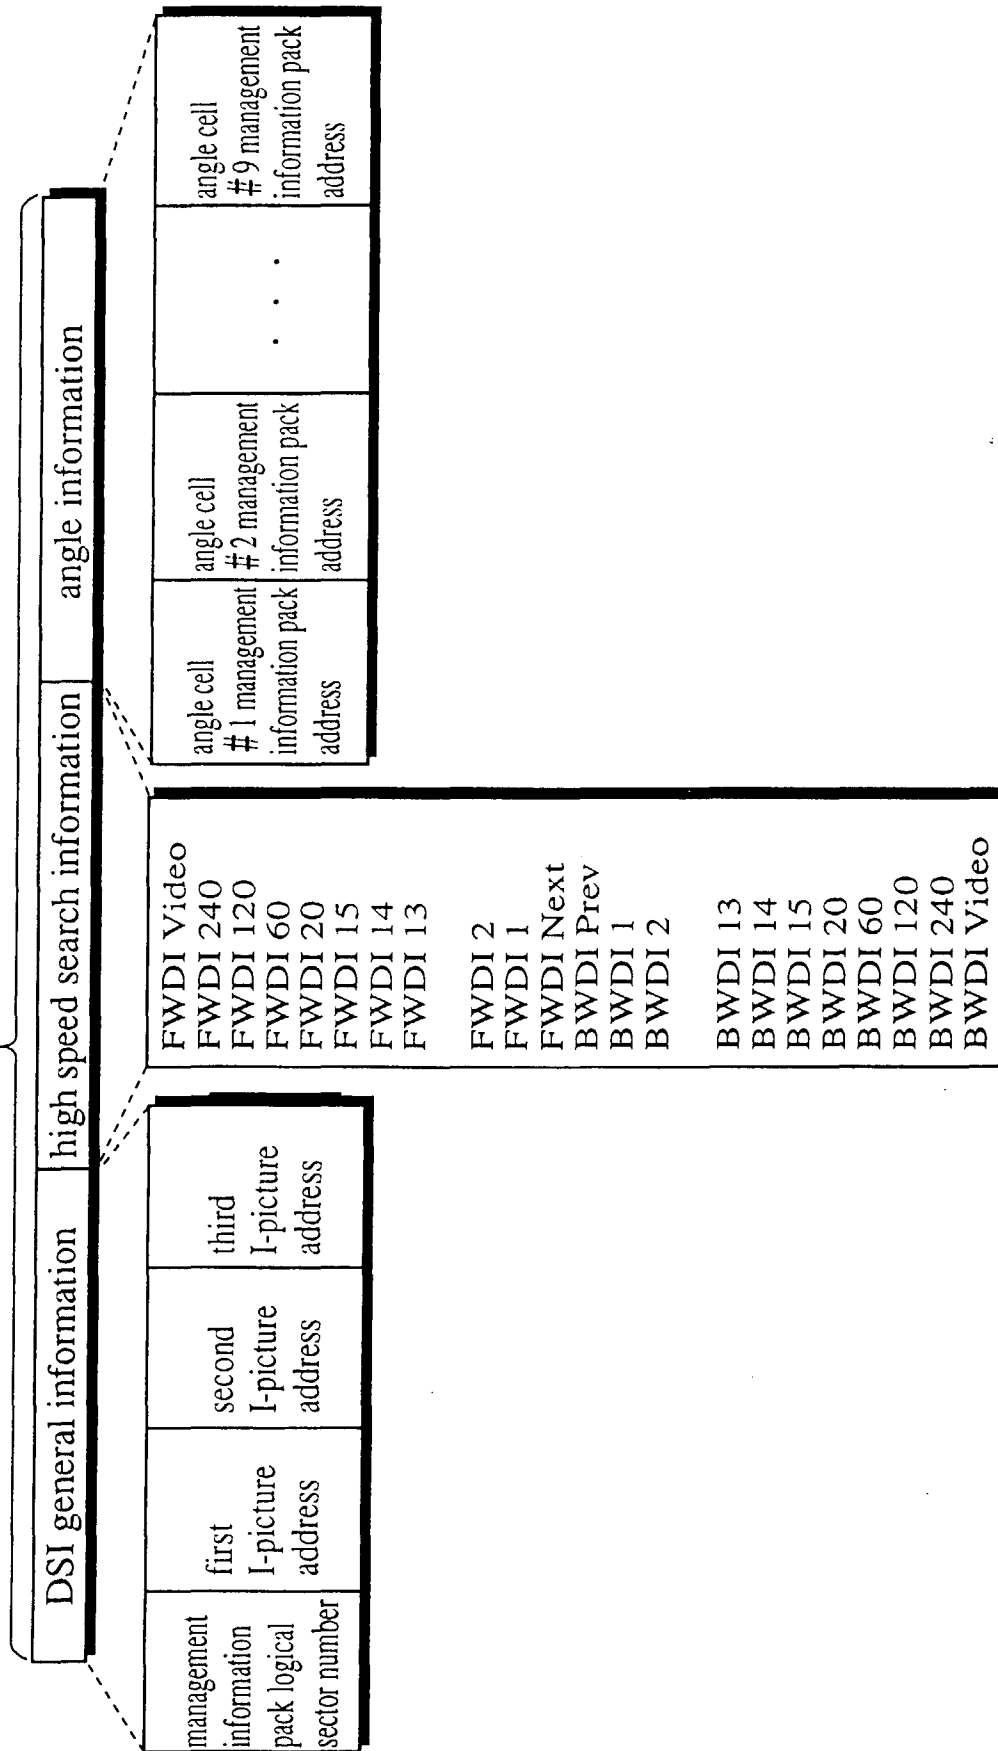 DSI general information
high speed search information
angle information
management
information
pack logical
sector number
first
I-picture
address
second
I-picture
address
third
I-picture
address
FWDI Video
FWDI 240
FWDI 120
FWDI 60
FWDI 20
FWDI 15
FWDI 14
FWDI 13
FWDI 2
FWDI 1
FWDI Next
BWDI Prev
BWDI 1
BWDI 2
BWDI 13
BWDI 14
BWDI 15
BWDI 20
BWDI 60
BWDI 120
BWDI 240
BWDI Video
angle cell
# 1 management
information pack
address
angle cell
# 2 management
information pack
address
. . .
angle cell
# 9 management
information pack
address